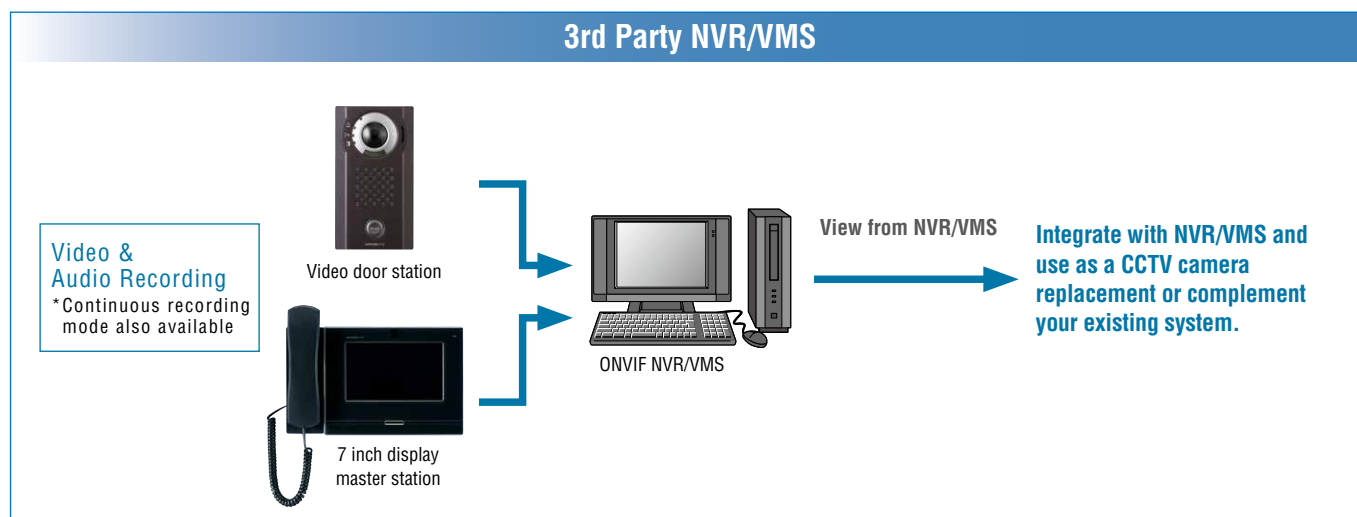 3rd Party NVR/VMS
Video &
Audio Recording
*Continuous recording
mode also available
Video door station
7 inch display
master station
ONVIF NVR/VMS
View from NVR/VMS
Integrate with NVR/VMS and
use as a CCTV camera
replacement or complement
your existing system.